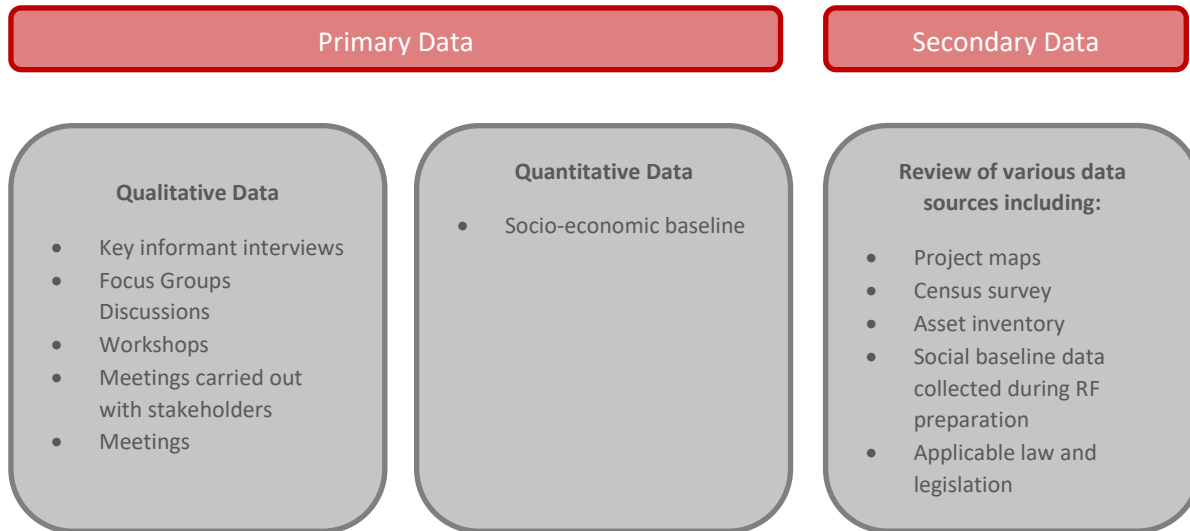 Primary Data
Secondary Data
Qualitative Data
• Key informant interviews
• Focus Groups
Discussions
• Workshops
• Meetings carried out
with stakeholders
• Meetings
Quantitative Data
• Socio-economic baseline
Review of various data
sources including:
• Project maps
• Census survey
• Asset inventory
• Social baseline data
collected during RF
preparation
• Applicable law and
legislation